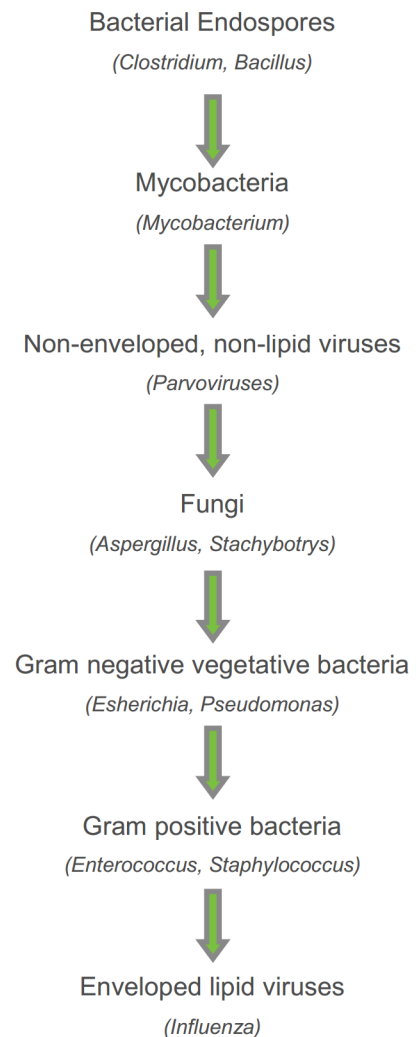 Bacterial Endospores
(Clostridium, Bacillus)
Mycobacteria
(Mycobacterium)
Non-enveloped, non-lipid viruses
(Parvoviruses)
Fungi
(Aspergillus, Stachybotrys)
Gram negative vegetative bacteria
(Esherichia, Pseudomonas)
Gram positive bacteria
(Enterococcus, Staphylococcus)
Enveloped lipid viruses
(Influenza)